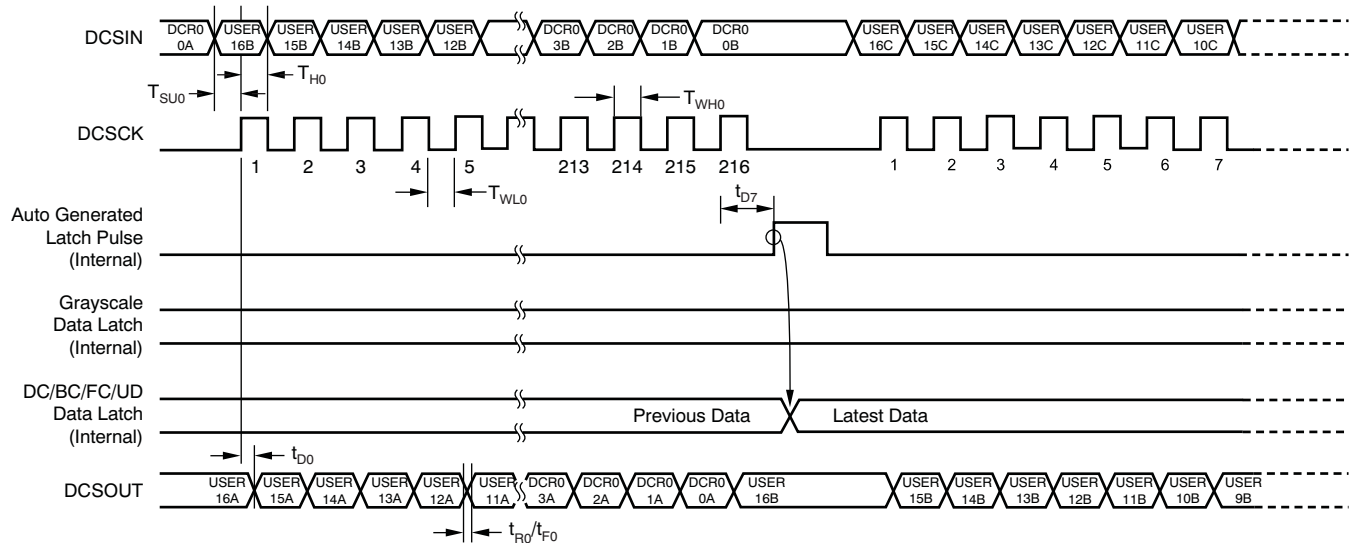 DCSIN
DCR0 0A
USER 16B
USER 15B
USER 14B
USER 13B
USER 12B
DCR0 3B
DCR0 2B
DCR0 1B
DCR0 0B
USER 16C
USER 15C
USER 14C
USER 13C
USER 12C
USER 11C
USER 10C
TSU0
TH0
TWH0
DCSCK
1 2 3 4 5 213 214 215 216 1 2 3 4 5 6 7
TWL0
tD7
Auto Generated
Latch Pulse
(Internal)
Grayscale
Data Latch
(Internal)
DC/BC/FC/UD
Data Latch
(Internal)
Previous Data
Latest Data
tD0
DCSOUT
USER 16A
USER 15A
USER 14A
USER 13A
USER 12A
USER 11A
DCR0 3A
DCR0 2A
DCR0 1A
DCR0 0A
USER 16B
USER 15B
USER 14B
USER 13B
USER 12B
USER 11B
USER 10B
USER 9B
tR0/tF0